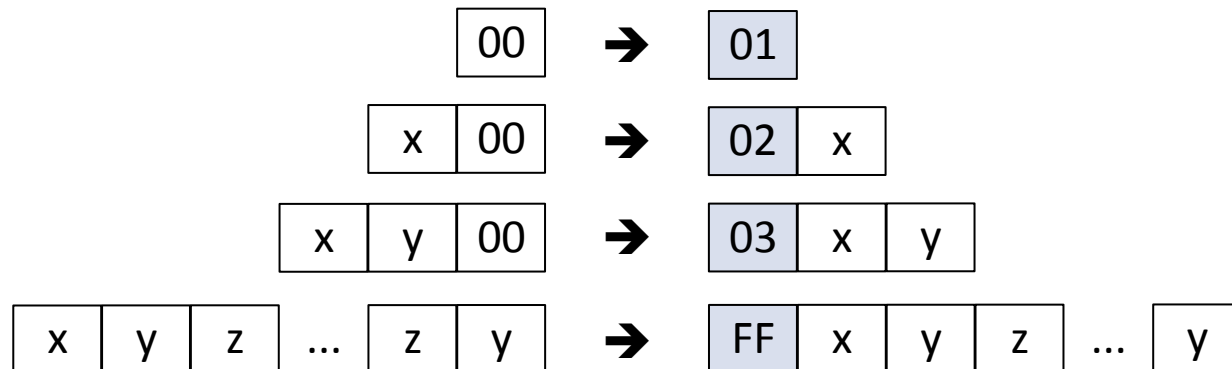 00 ➔ 01
x 00 ➔ 02 x
x y 00 ➔ 03 x y
x y z ... z y ➔ FF x y z ... y